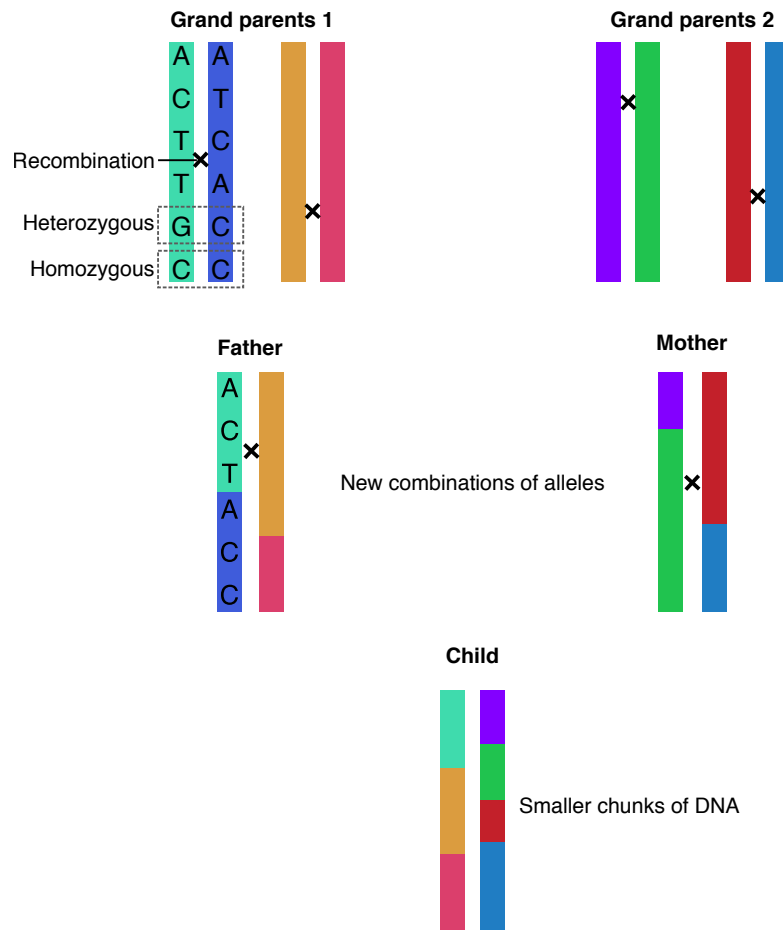 Grand parents 1
Grand parents 2
A A
C T
T C
Recombination
T A
Heterozygous G C
Homozygous C C
Father
Mother
A
C
T
New combinations of alleles
A
C
C
Child
Smaller chunks of DNA